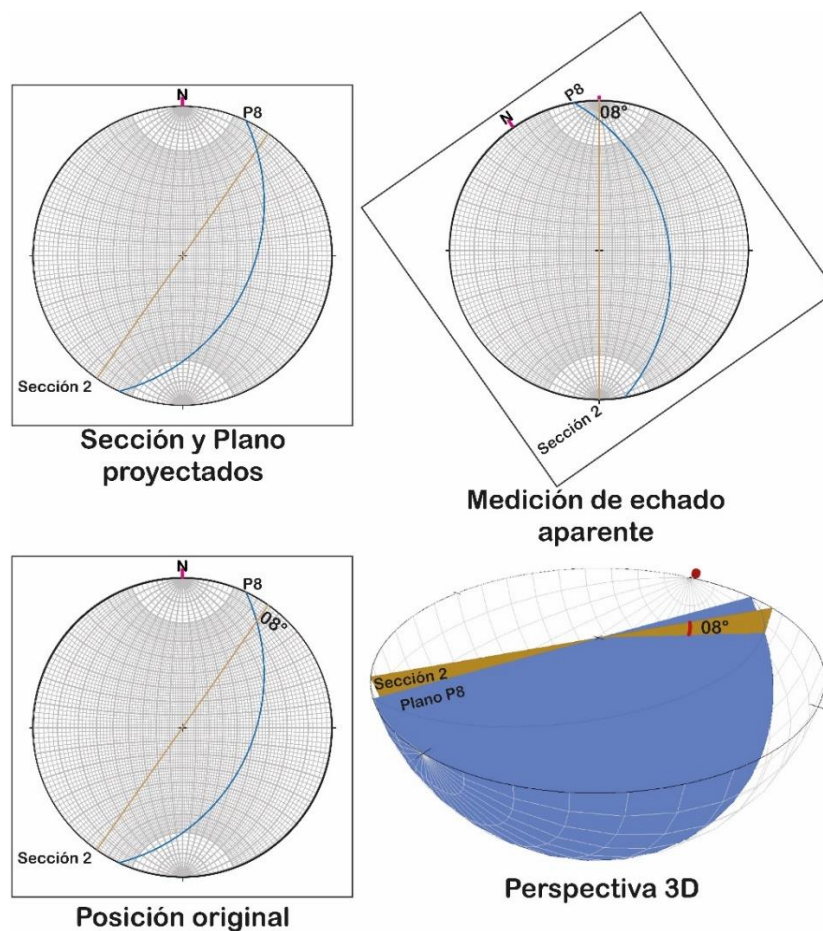 N
P8
Sección 2
Sección y Plano
proyectados
P8
08°
N
Sección 2
Medición de echado
aparente
N
P8
08°
Sección 2
Posición original
08°
Sección 2
Plano P8
Perspectiva 3D